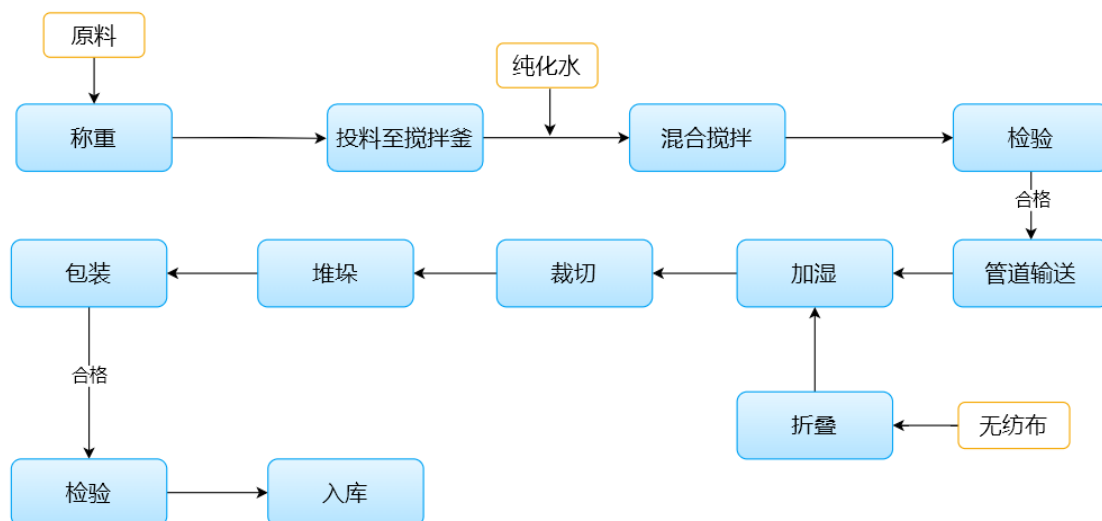 原料
纯化水
称重
投料至搅拌釜
混合搅拌
检验
合格
包装
堆垛
裁切
加湿
管道输送
合格
折叠
无纺布
检验
入库